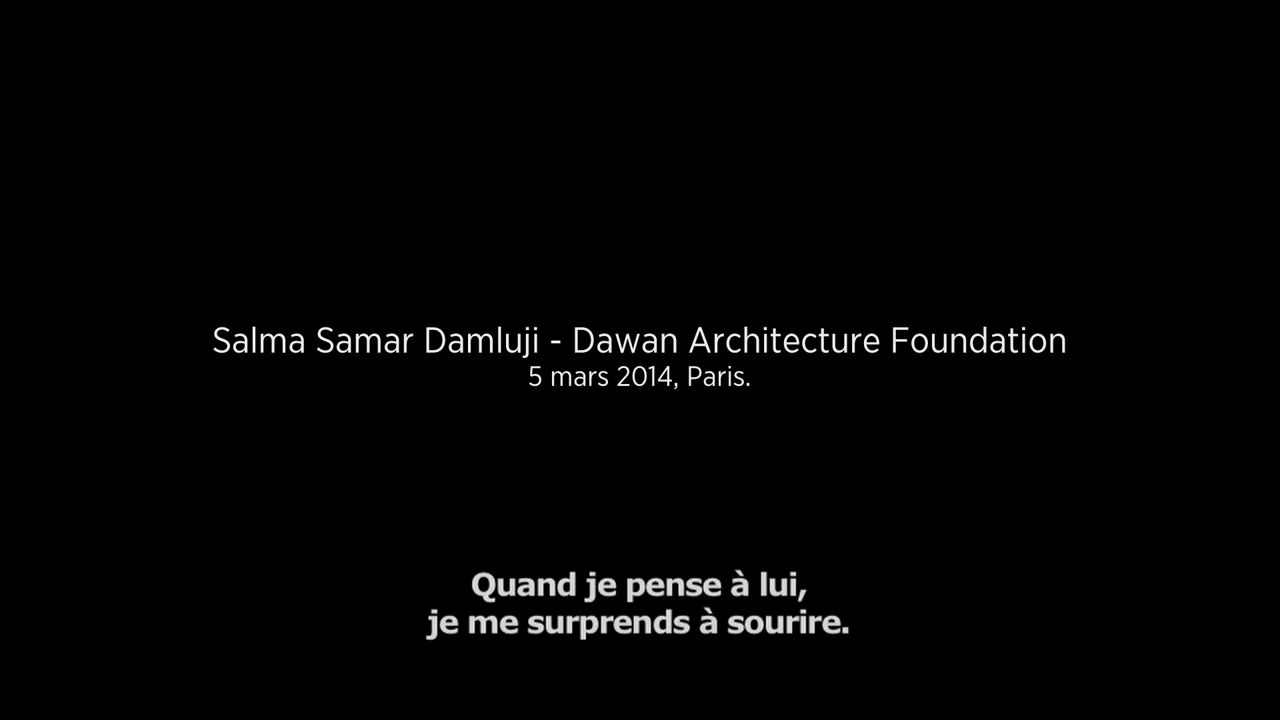 Salma Samar Damluji - Dawan Architecture Foundation
5 mars 2014, Paris.
Quand je pense à lui,
je me surprends à sourire.